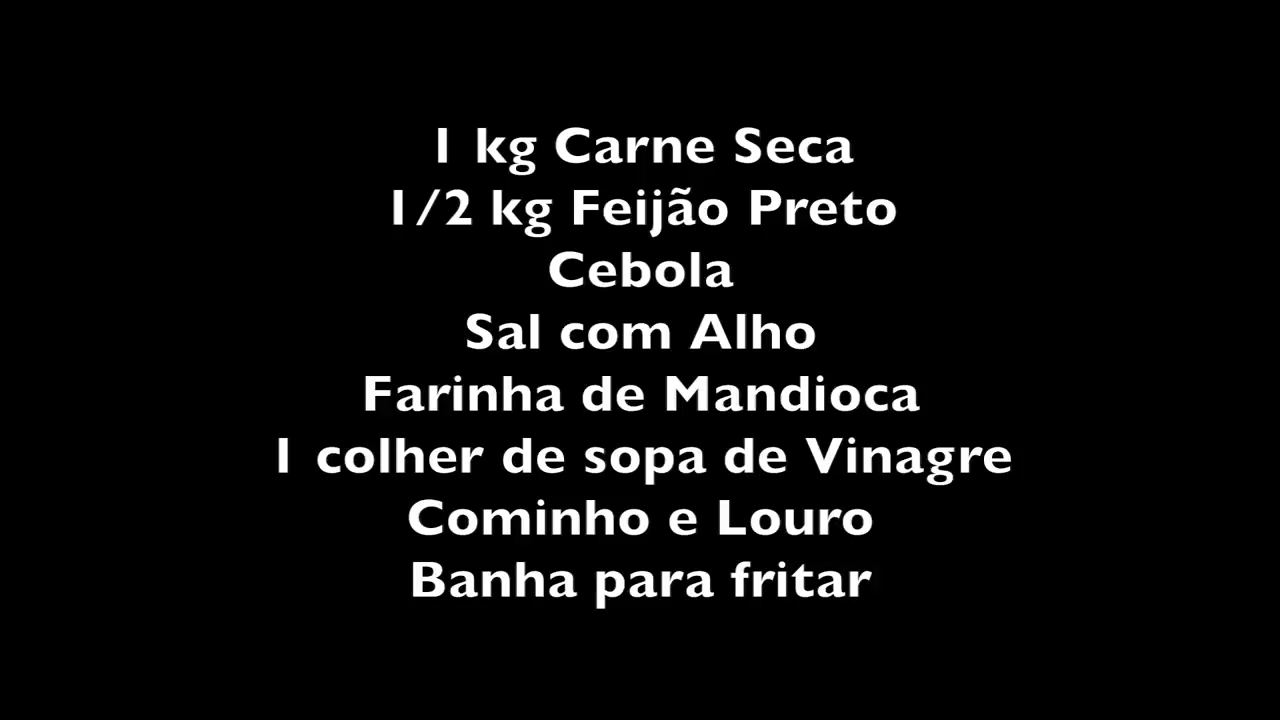 1 kg Carne Seca
1/2 kg Feijão Preto
Cebola
Sal com Alho
Farinha de Mandioca
1 colher de sopa de Vinagre
Cominho e Louro
Banha para fritar